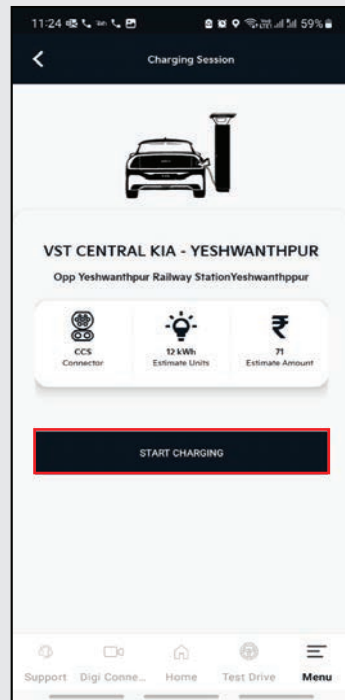 11:24
59%
Charging Session
VST CENTRAL KIA - YESHWANTHPUR
Opp Yeshwanthpur Railway StationYeshwanthppur
₹
CCS
12 kWh
71
Connector
Estimate Units
Estimate Amount
START CHARGING
Support
Digi Conne...
Home
Test Drive
Menu